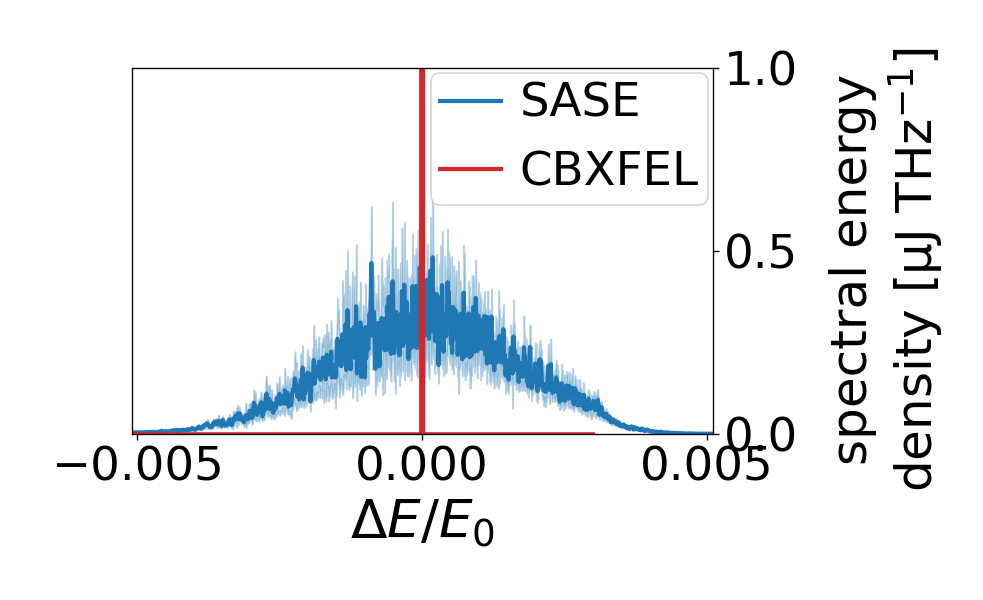 SASE
CBXFEL
1.0
0.5
0.0
−0.005
0.000
0.005
ΔE/E₀
spectral energy
density [µJ THz⁻¹]